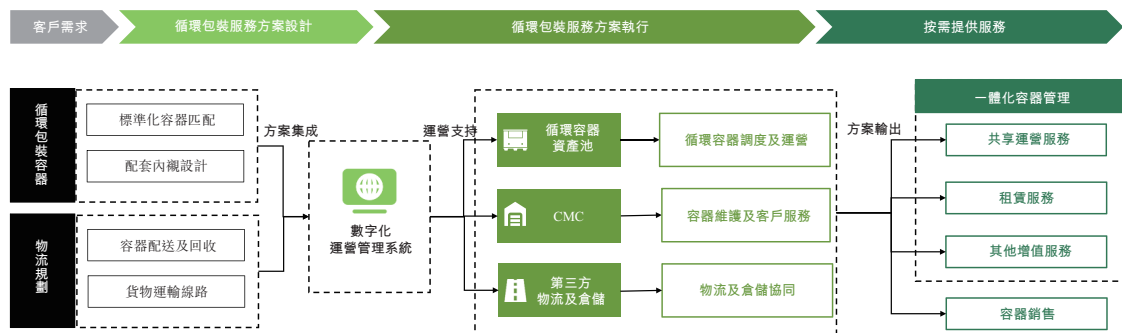 客戶需求
循環包裝服務方案設計
循環包裝服務方案執行
按需提供服務
循環包裝容器
標準化容器匹配
配套內襯設計
物流規劃
容器配送及回收
貨物運輸線路
方案集成
數字化
運營管理系統
運營支持
循環容器
資產池
循環容器調度及運營
CMC
容器維護及客戶服務
第三方
物流及倉儲
物流及倉儲協同
方案輸出
一體化容器管理
共享運營服務
租賃服務
其他增值服務
容器銷售